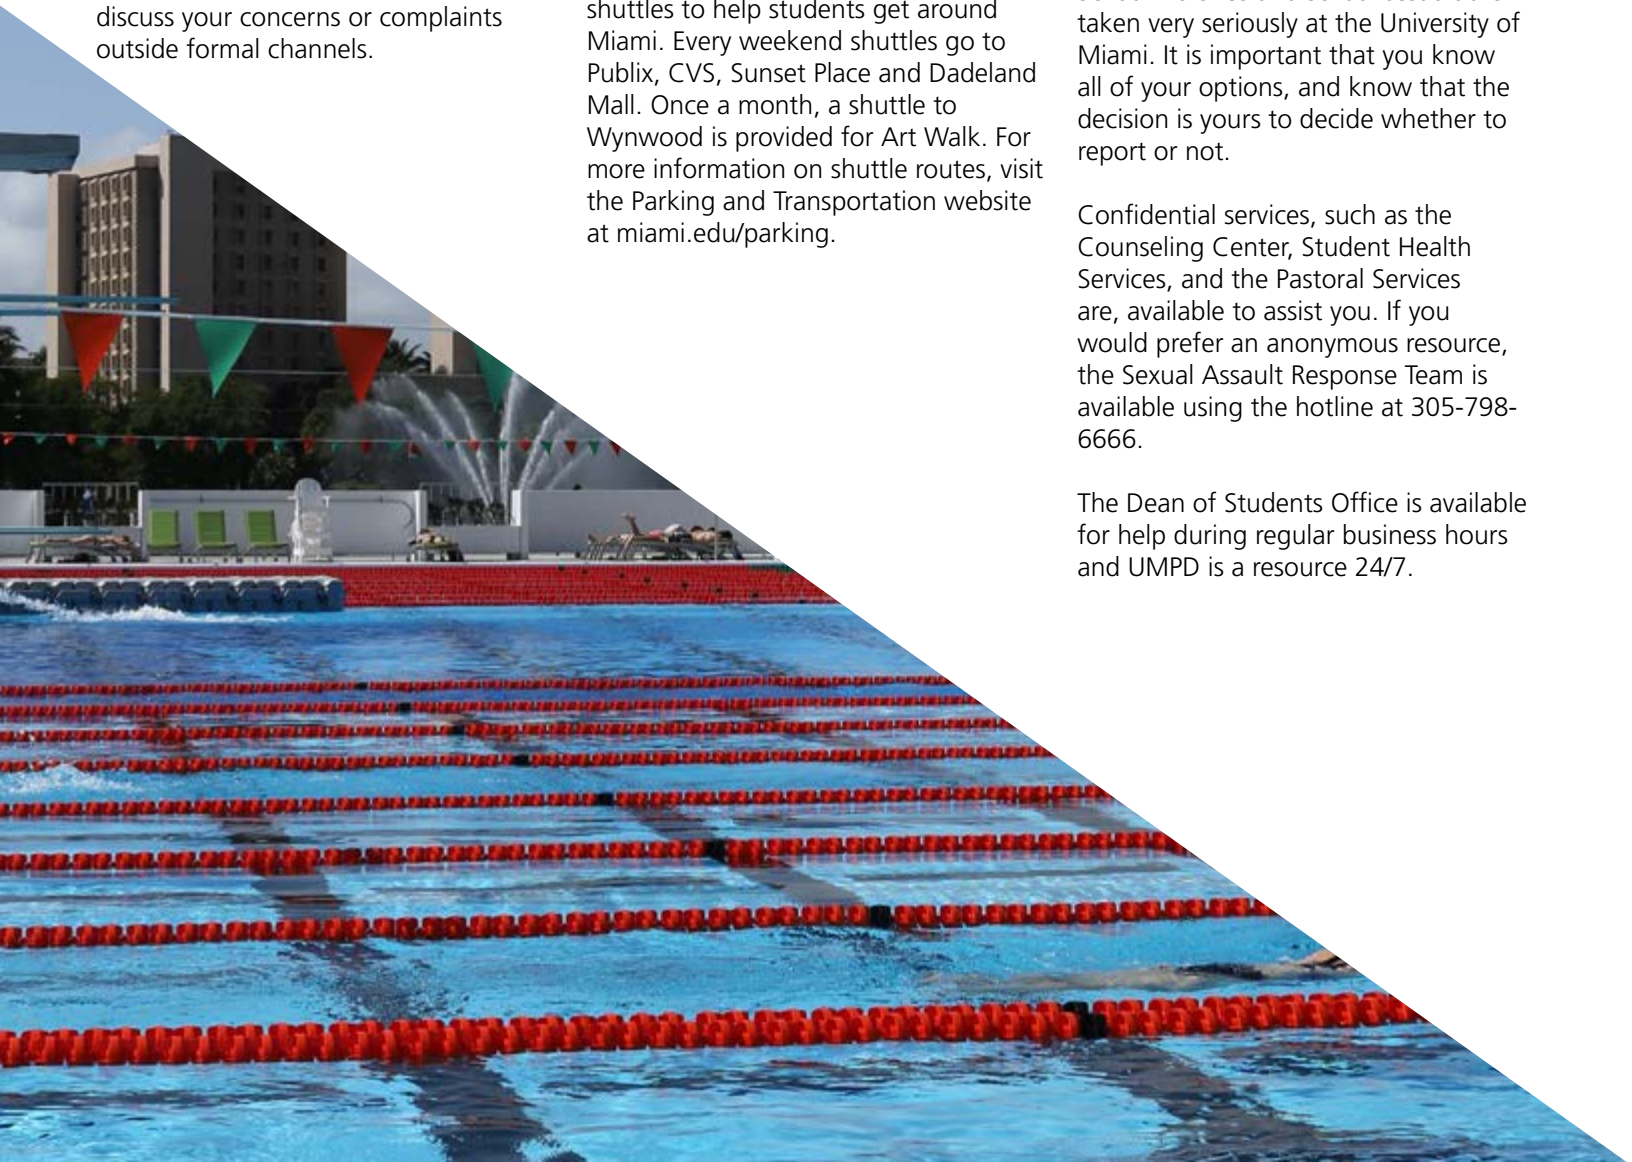 discuss your concerns or complaints
outside formal channels.
shuttles to help students get around
Miami. Every weekend shuttles go to
Publix, CVS, Sunset Place and Dadeland
Mall. Once a month, a shuttle to
Wynwood is provided for Art Walk. For
more information on shuttle routes, visit
the Parking and Transportation website
at miami.edu/parking.
taken very seriously at the University of
Miami. It is important that you know
all of your options, and know that the
decision is yours to decide whether to
report or not.
Confidential services, such as the
Counseling Center, Student Health
Services, and the Pastoral Services
are, available to assist you. If you
would prefer an anonymous resource,
the Sexual Assault Response Team is
available using the hotline at 305-798-
6666.
The Dean of Students Office is available
for help during regular business hours
and UMPD is a resource 24/7.